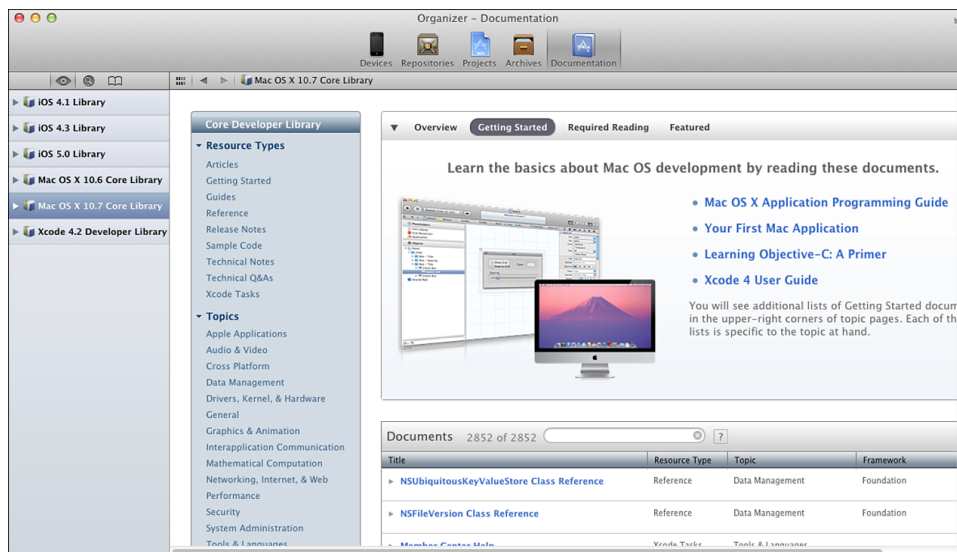 Organizer – Documentation
Devices Repositories Projects Archives Documentation
Mac OS X 10.7 Core Library
iOS 4.1 Library
iOS 4.3 Library
iOS 5.0 Library
Mac OS X 10.6 Core Library
Mac OS X 10.7 Core Library
Xcode 4.2 Developer Library
Core Developer Library
Resource Types
Articles
Getting Started
Guides
Reference
Release Notes
Sample Code
Technical Notes
Technical Q&As
Xcode Tasks
Topics
Apple Applications
Audio & Video
Cross Platform
Data Management
Drivers, Kernel, & Hardware
General
Graphics & Animation
Interapplication Communication
Mathematical Computation
Networking, Internet, & Web
Performance
Security
System Administration
Tools & Languages
Overview Getting Started Required Reading Featured
Learn the basics about Mac OS development by reading these documents.
• Mac OS X Application Programming Guide
• Your First Mac Application
• Learning Objective-C: A Primer
• Xcode 4 User Guide
You will see additional lists of Getting Started docum
in the upper-right corners of topic pages. Each of th
lists is specific to the topic at hand.
Documents 2852 of 2852 ?
Title Resource Type Topic Framework
NSUbiquitousKeyValueStore Class Reference Reference Data Management Foundation
NSFileVersion Class Reference Reference Data Management Foundation
Member Center Help Xcode Tasks Tools & Languages